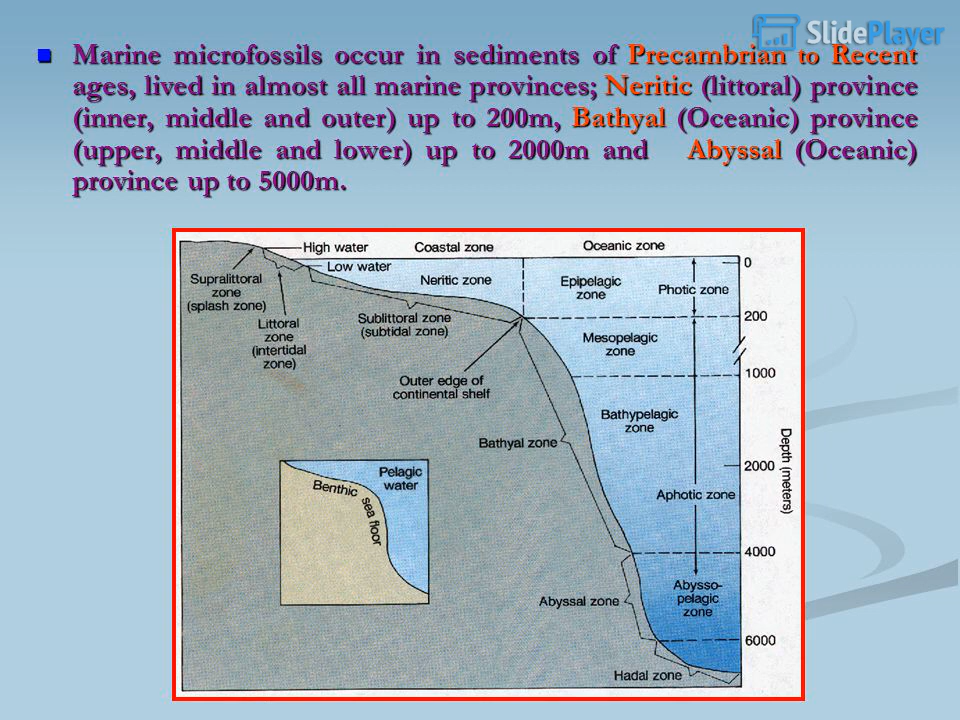 SlidePlayer
Marine microfossils occur in sediments of Precambrian to Recent
ages, lived in almost all marine provinces; Neritic (littoral) province
(inner, middle and outer) up to 200m, Bathyal (Oceanic) province
(upper, middle and lower) up to 2000m and Abyssal (Oceanic)
province up to 5000m.
High water
Coastal zone
Oceanic zone
Low water
0
Supralittoral
zone
(splash zone)
Neritic zone
Epipelagic
zone
Photic zone
Littoral
zone
(intertidal
zone)
Sublittoral zone
(subtidal zone)
200
Mesopelagic
zone
Outer edge of
continental shelf
1000
Bathypelagic
zone
Bathyal zone
Depth (meters)
2000
Pelagic
water
Benthic
sea floor
Aphotic zone
4000
Abyssal zone
Abysso-
pelagic
zone
6000
Hadal zone